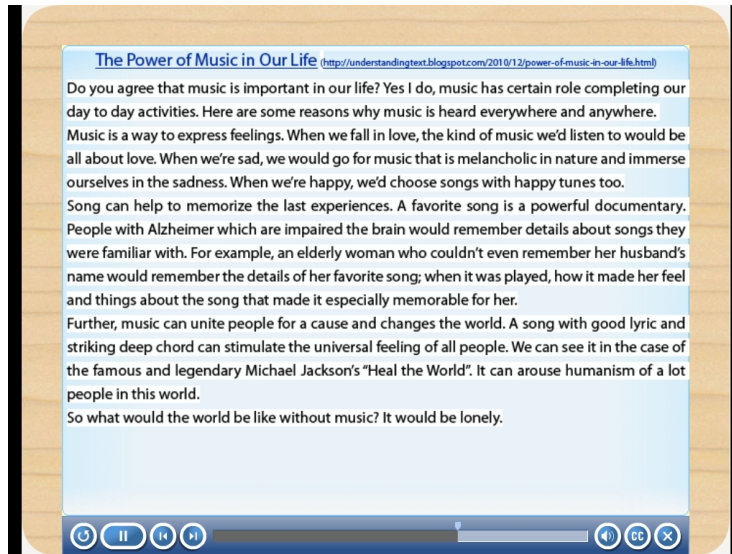 The Power of Music in Our Life (http://understandingtext.blogspot.com/2010/12/power-of-music-in-our-life.html)
Do you agree that music is important in our life? Yes I do, music has certain role completing our
day to day activities. Here are some reasons why music is heard everywhere and anywhere.
Music is a way to express feelings. When we fall in love, the kind of music we'd listen to would be
all about love. When we're sad, we would go for music that is melancholic in nature and immerse
ourselves in the sadness. When we're happy, we'd choose songs with happy tunes too.
Song can help to memorize the last experiences. A favorite song is a powerful documentary.
People with Alzheimer which are impaired the brain would remember details about songs they
were familiar with. For example, an elderly woman who couldn't even remember her husband's
name would remember the details of her favorite song; when it was played, how it made her feel
and things about the song that made it especially memorable for her.
Further, music can unite people for a cause and changes the world. A song with good lyric and
striking deep chord can stimulate the universal feeling of all people. We can see it in the case of
the famous and legendary Michael Jackson's "Heal the World". It can arouse humanism of a lot
people in this world.
So what would the world be like without music? It would be lonely.
CC